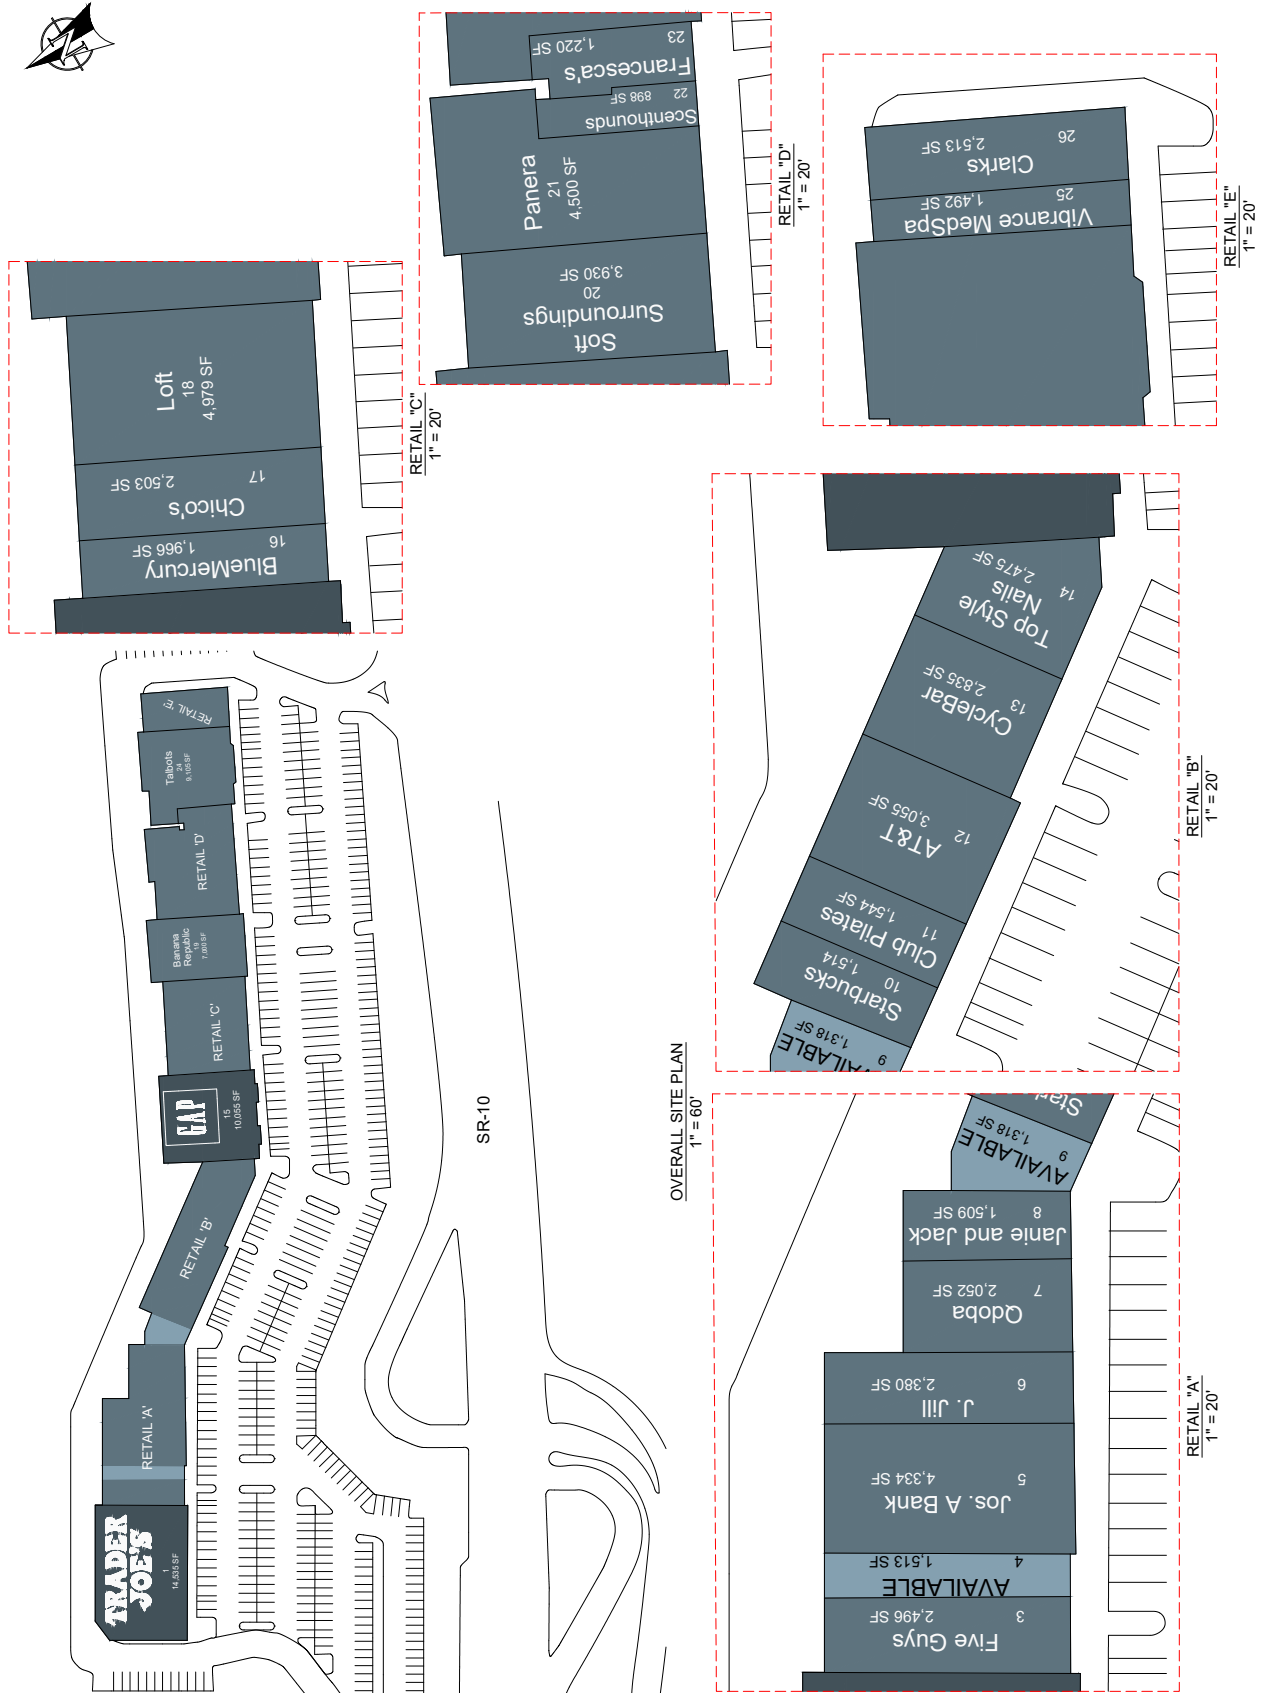 N
Francesca's
23
1,220 SF
Scenthounds
22
898 SF
Panera
21
4,500 SF
Soft
Surroundings
20
3,930 SF
RETAIL "D"
1" = 20'
Clarks
26
2,513 SF
Vibrance MedSpa
25
1,492 SF
RETAIL "E"
1" = 20'
Loft
18
4,979 SF
Chico's
17
2,503 SF
BlueMercury
16
1,966 SF
RETAIL "C"
1" = 20'
Top Style
Nails
14
2,475 SF
CycleBar
13
2,835 SF
AT&T
12
3,055 SF
Club Pilates
11
1,544 SF
Starbucks
10
1,514
AVAILABLE
9
1,318 SF
RETAIL "B"
1" = 20'
RETAIL 'E'
Talbots
24
9,105SF
RETAIL 'D'
Banana
Republic
19
7,000 SF
RETAIL 'C'
GAP
15
10,055 SF
RETAIL 'B'
RETAIL 'A'
TRADER
JOE'S
1
14,535 SF
SR-10
OVERALL SITE PLAN
1" = 60'
Starb
AVAILABLE
9
1,318 SF
Janie and Jack
8
1,509 SF
Qdoba
7
2,052 SF
J. Jill
6
2,380 SF
Jos. A Bank
5
4,334 SF
AVAILABLE
4
1,513 SF
Five Guys
3
2,496 SF
RETAIL "A"
1" = 20'